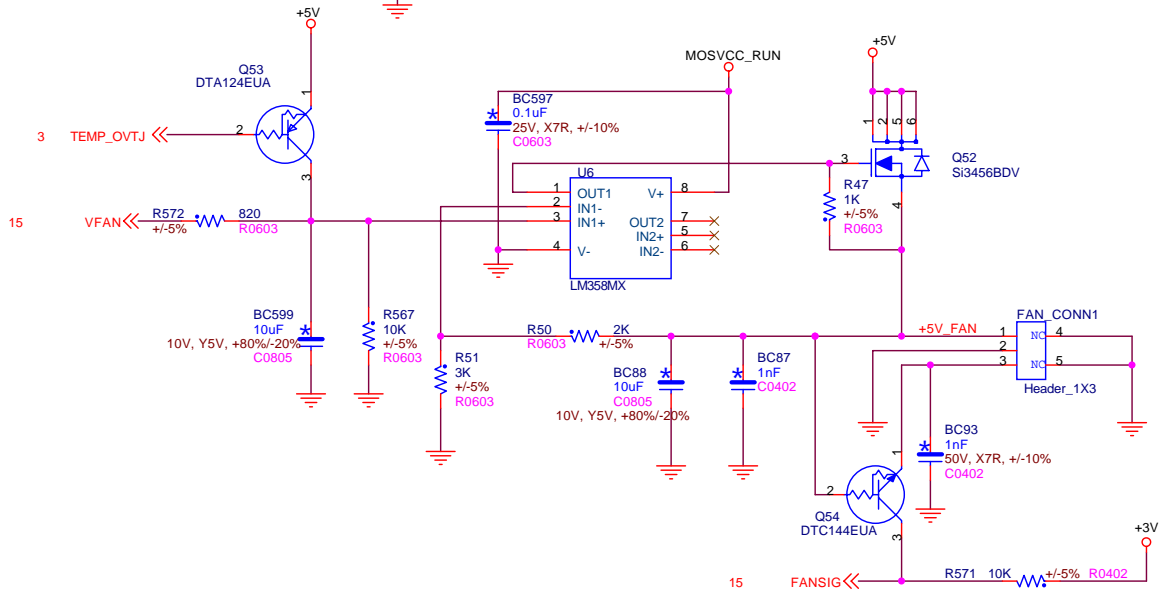 +5V
Q53
DTA124EUA
1
2
3
3 TEMP_OVTJ
15 VFAN
R572
+/-5%
820
R0603
BC599
10uF
10V, Y5V, +80%/-20%
C0805
R567
10K
+/-5%
R0603
MOSVCC_RUN
BC597
0.1uF
25V, X7R, +/-10%
C0603
U6
1 OUT1
2 IN1-
3 IN1+
4 V-
V+ 8
OUT2 7
IN2+ 5
IN2- 6
LM358MX
+5V
1
2
5
6
3
4
Q52
Si3456BDV
R47
1K
+/-5%
R0603
R50
R0603
2K
+/-5%
R51
3K
+/-5%
R0603
BC88
10uF
C0805
10V, Y5V, +80%/-20%
BC87
1nF
C0402
+5V_FAN
FAN_CONN1
1
2
3
NC 4
NC 5
Header_1X3
BC93
1nF
50V, X7R, +/-10%
C0402
1
2
3
Q54
DTC144EUA
+3V
15 FANSIG
R571 10K +/-5% R0402